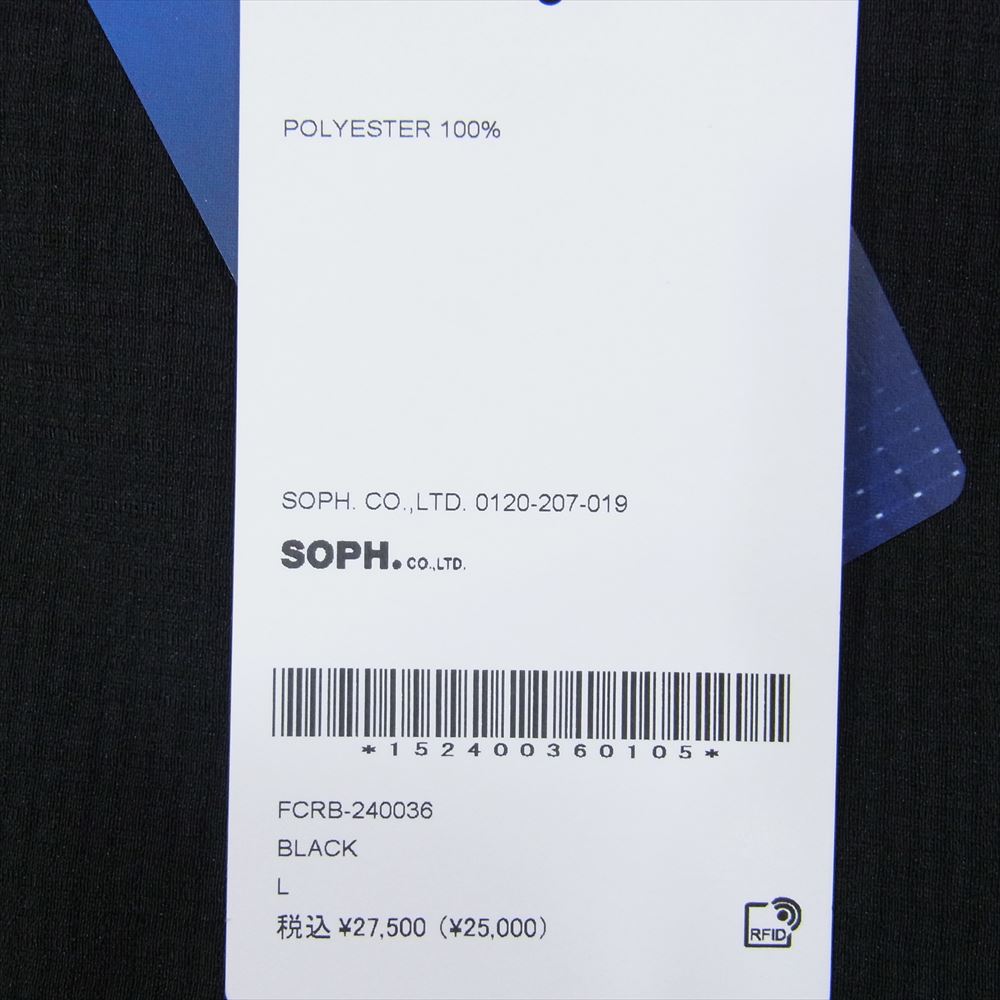 POLYESTER 100%
SOPH. CO.,LTD. 0120-207-019
SOPH. CO.,LTD.
*152400360105*
FCRB-240036
BLACK
L
税込 ¥27,500 (¥25,000)
RFID